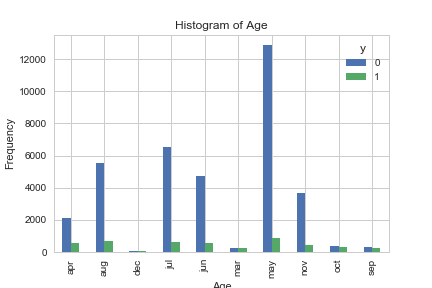 Histogram of Age
y
0
1
12000
10000
8000
6000
4000
2000
0
Frequency
apr
aug
dec
jul
jun
mar
may
nov
oct
sep
Age